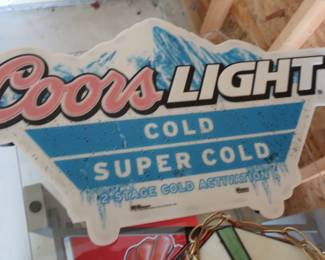 Coors LIGHT
COLD
SUPER COLD
2-STAGE COLD ACTIVATION